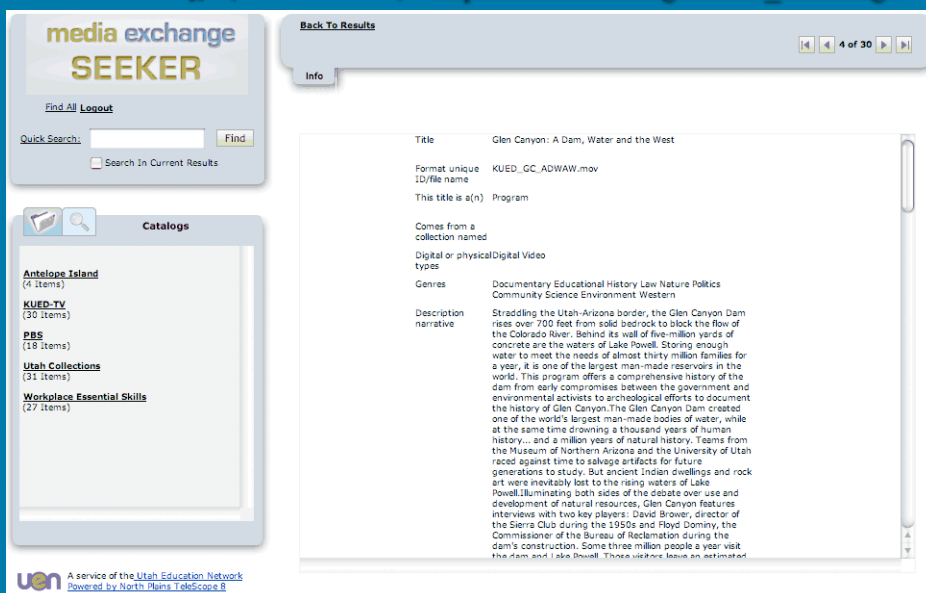 media exchange
SEEKER
Find All Logout
Quick Search:
Find
Search In Current Results
Catalogs
Antelope Island
(4 Items)
KUED-TV
(30 Items)
PBS
(18 Items)
Utah Collections
(31 Items)
Workplace Essential Skills
(27 Items)
uen
A service of the Utah Education Network
Powered by North Plains TeleScope 8
Back To Results
4 of 30
Info
Title Glen Canyon: A Dam, Water and the West
Format unique KUED_GC_ADWAW.mov
ID/file name
This title is a(n) Program
Comes from a
collection named
Digital or physical Digital Video
types
Genres Documentary Educational History Law Nature Politics
Community Science Environment Western
Description Straddling the Utah-Arizona border, the Glen Canyon Dam
narrative rises over 700 feet from solid bedrock to block the flow of
the Colorado River. Behind its wall of five-million yards of
concrete are the waters of Lake Powell. Storing enough
water to meet the needs of almost thirty million families for
a year, it is one of the largest man-made reservoirs in the
world. This program offers a comprehensive history of the
dam from early compromises between the government and
environmental activists to archeological efforts to document
the history of Glen Canyon.The Glen Canyon Dam created
one of the world's largest man-made bodies of water, while
at the same time drowning a thousand years of human
history... and a million years of natural history. Teams from
the Museum of Northern Arizona and the University of Utah
raced against time to salvage artifacts for future
generations to study. But ancient Indian dwellings and rock
art were inevitably lost to the rising waters of Lake
Powell.Illuminating both sides of the debate over use and
development of natural resources, Glen Canyon features
interviews with two key players: David Brower, director of
the Sierra Club during the 1950s and Floyd Dominy, the
Commissioner of the Bureau of Reclamation during the
dam's construction. Some three million people a year visit
the dam and Lake Powell. Those visitors leave an estimated